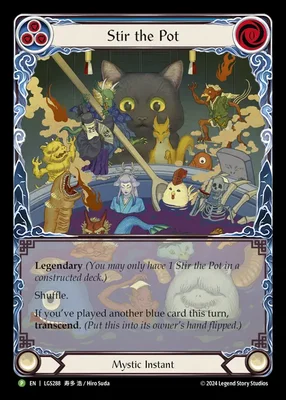 Stir the Pot
Legendary (You may only have 1 Stir the Pot in a
constructed deck.)
Shuffle.
If you've played another blue card this turn,
transcend. (Put this into its owner's hand flipped.)
Mystic Instant
P EN | LGS288 寿多 浩 / Hiro Suda
© 2024 Legend Story Studios